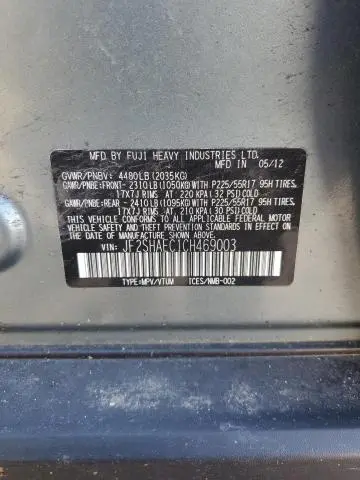 MFD. BY FUJI HEAVY INDUSTRIES LTD.
MFD IN 05/12
GVWR/PNBV: 4480LB(2035KG)
GAWR/PNBE:FRONT- 2310LB(1050KG) WITH P225/55R17 95H TIRES,
17X7J RIMS, AT 220 KPA(32 PSI)COLD
GAWR/PNBE:REAR - 2410LB(1095KG) WITH P225/55R17 95H TIRES,
17X7J RIMS, AT 210 KPA(30 PSI)COLD
THIS VEHICLE CONFORMS TO ALL APPLICABLE FEDERAL MOTOR
VEHICLE SAFETY AND THEFT PREVENTION STANDARDS IN
EFFECT ON THE DATE OF MANUFACTURE SHOWN ABOVE.
VIN: JF2SHAEC1CH469003
TYPE:MPV/VTUM ICES/NMB-002